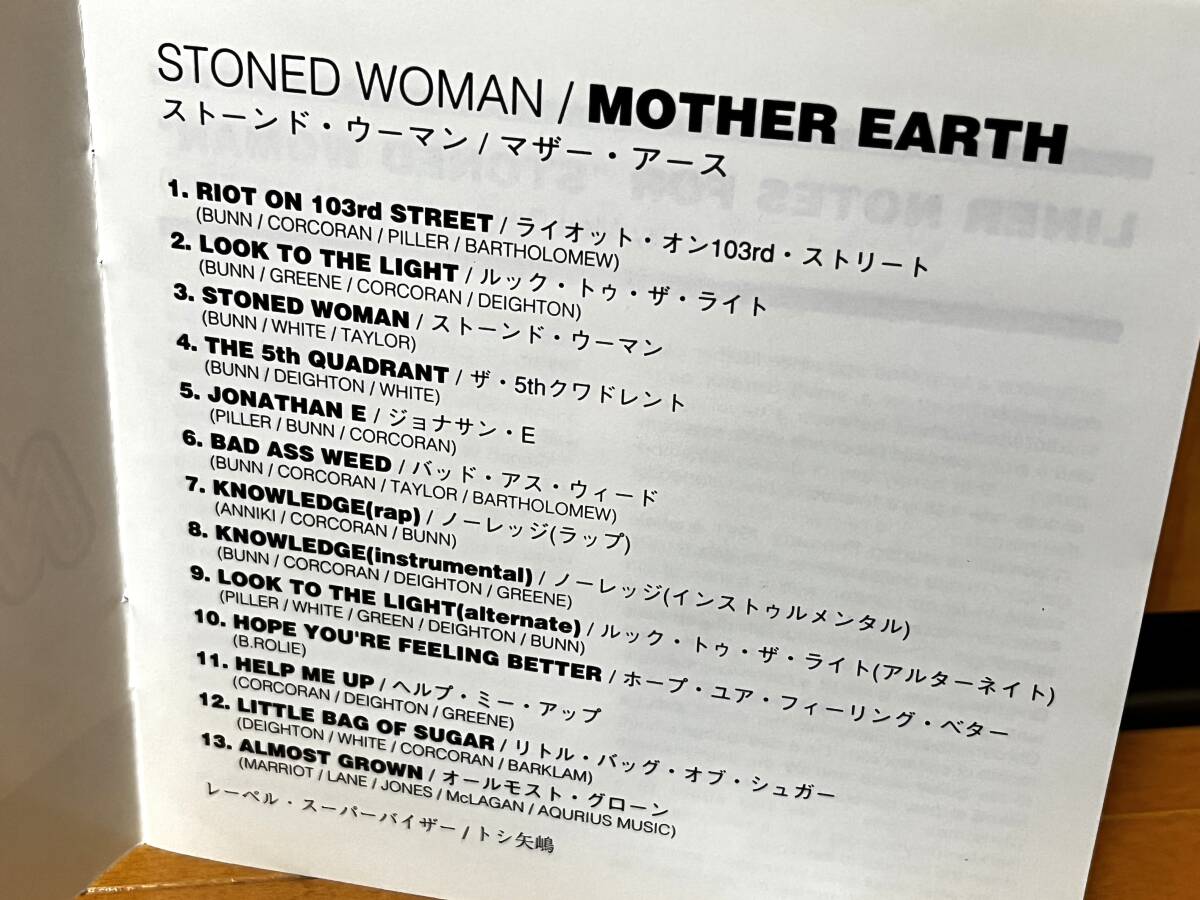 STONED WOMAN / MOTHER EARTH
ストーンド・ウーマン / マザー・アース
1. RIOT ON 103rd STREET / ライオット・オン103rd・ストリート
(BUNN / CORCORAN / PILLER / BARTHOLOMEW)
2. LOOK TO THE LIGHT / ルック・トゥ・ザ・ライト
(BUNN / GREENE / CORCORAN / DEIGHTON)
3. STONED WOMAN / ストーンド・ウーマン
(BUNN / WHITE / TAYLOR)
4. THE 5th QUADRANT / ザ・5thクワドレント
(BUNN / DEIGHTON / WHITE)
5. JONATHAN E / ジョナサン・E
(PILLER / BUNN / CORCORAN)
6. BAD ASS WEED / バッド・アス・ウィード
(BUNN / CORCORAN / TAYLOR / BARTHOLOMEW)
7. KNOWLEDGE(rap) / ノーレッジ(ラップ)
(ANNIKI / CORCORAN / BUNN)
8. KNOWLEDGE(instrumental) / ノーレッジ(インストゥルメンタル)
(BUNN / CORCORAN / DEIGHTON / GREENE)
9. LOOK TO THE LIGHT(alternate) / ルック・トゥ・ザ・ライト(アルターネイト)
(PILLER / WHITE / GREEN / DEIGHTON / BUNN)
10. HOPE YOU'RE FEELING BETTER / ホープ・ユア・フィーリング・ベター
(B.ROLIE)
11. HELP ME UP / ヘルプ・ミー・アップ
(CORCORAN / DEIGHTON / GREENE)
12. LITTLE BAG OF SUGAR / リトル・バッグ・オブ・シュガー
(DEIGHTON / WHITE / CORCORAN / BARKLAM)
13. ALMOST GROWN / オールモスト・グローン
(MARRIOT / LANE / JONES / McLAGAN / AQURIUS MUSIC)
レーベル・スーパーバイザー / トシ矢嶋